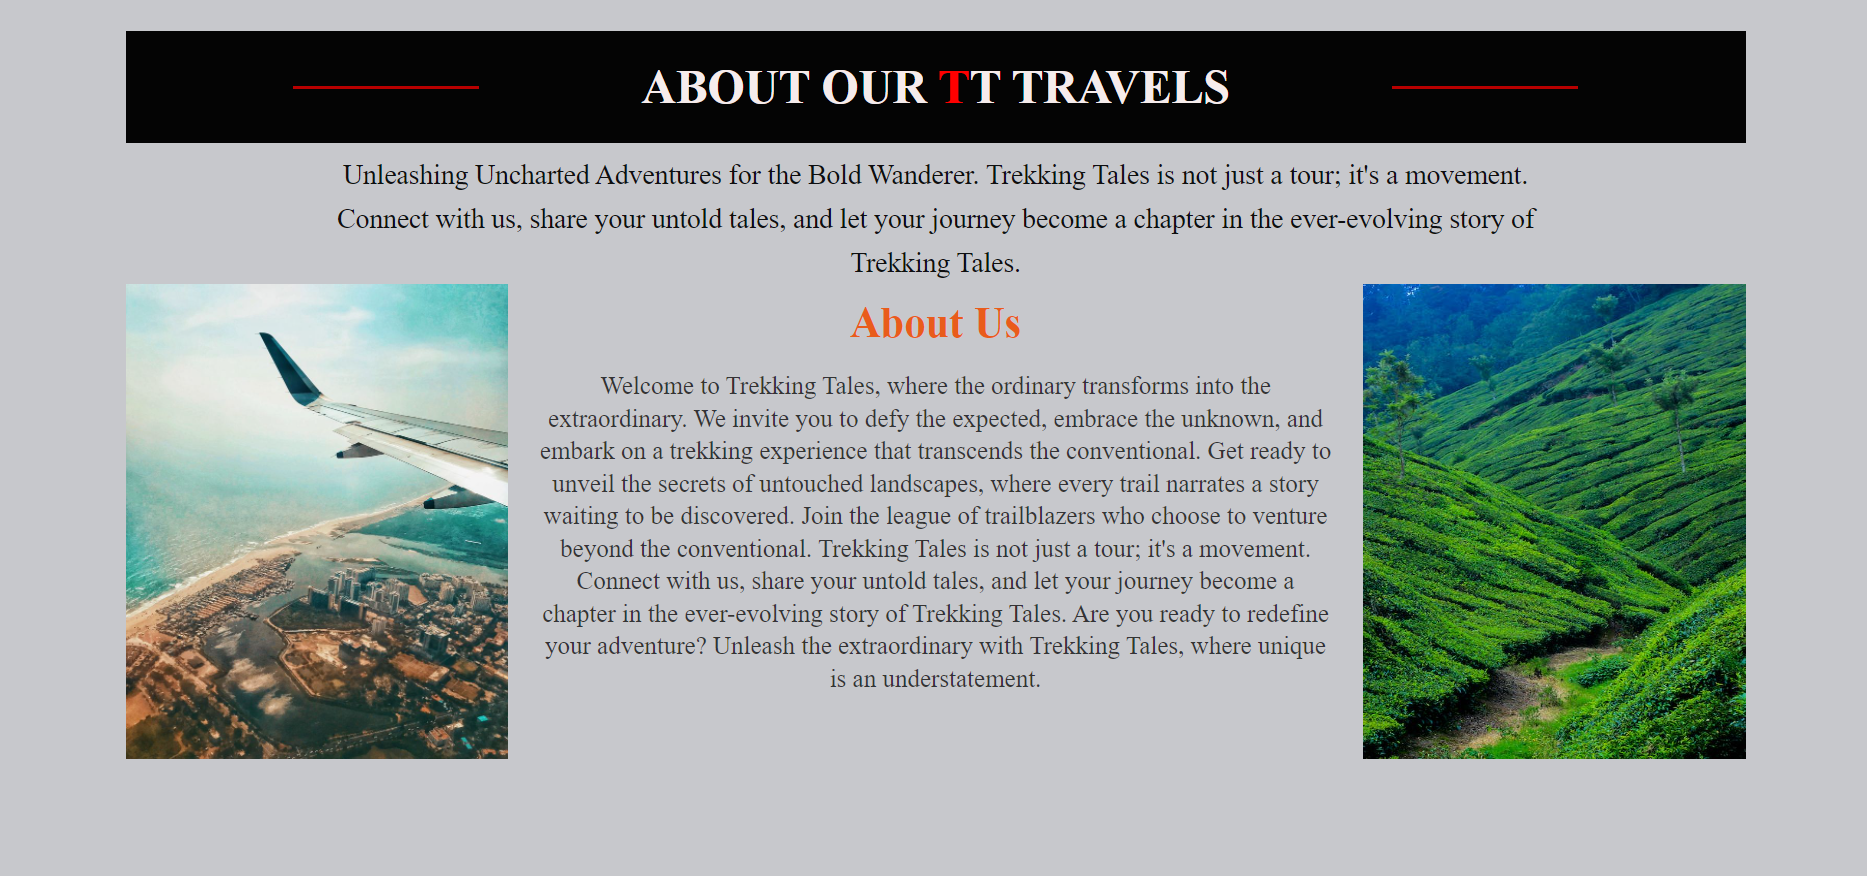 ABOUT OUR TT TRAVELS
Unleashing Uncharted Adventures for the Bold Wanderer. Trekking Tales is not just a tour; it's a movement.
Connect with us, share your untold tales, and let your journey become a chapter in the ever-evolving story of
Trekking Tales.
About Us
Welcome to Trekking Tales, where the ordinary transforms into the
extraordinary. We invite you to defy the expected, embrace the unknown, and
embark on a trekking experience that transcends the conventional. Get ready to
unveil the secrets of untouched landscapes, where every trail narrates a story
waiting to be discovered. Join the league of trailblazers who choose to venture
beyond the conventional. Trekking Tales is not just a tour; it's a movement.
Connect with us, share your untold tales, and let your journey become a
chapter in the ever-evolving story of Trekking Tales. Are you ready to redefine
your adventure? Unleash the extraordinary with Trekking Tales, where unique
is an understatement.